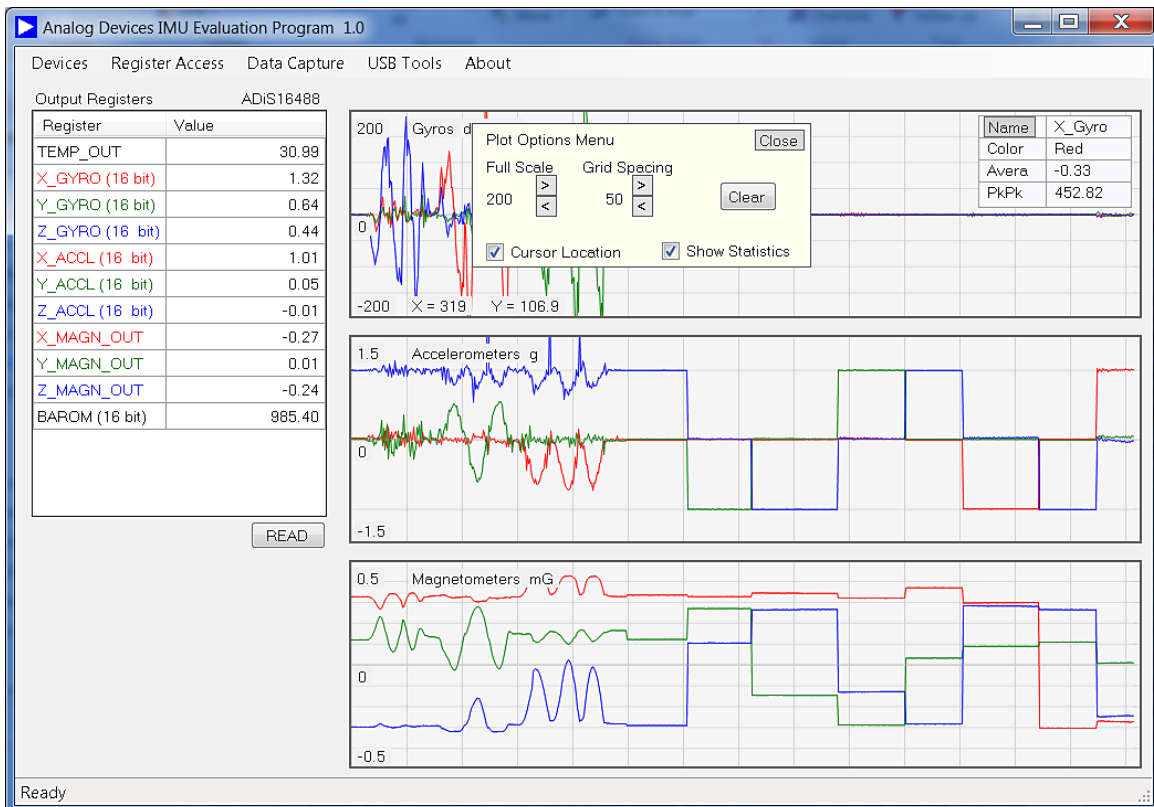 Analog Devices IMU Evaluation Program 1.0
Devices Register Access Data Capture USB Tools About
Output Registers ADiS16488
Register Value
TEMP_OUT 30.99
X_GYRO (16 bit) 1.32
Y_GYRO (16 bit) 0.64
Z_GYRO (16 bit) 0.44
X_ACCL (16 bit) 1.01
Y_ACCL (16 bit) 0.05
Z_ACCL (16 bit) -0.01
X_MAGN_OUT -0.27
Y_MAGN_OUT 0.01
Z_MAGN_OUT -0.24
BAROM (16 bit) 985.40
READ
200 Gyros d
0
-200 X = 319 Y = 106.9
Plot Options Menu Close
Full Scale Grid Spacing
200 > < 50 > < Clear
Cursor Location Show Statistics
Name X_Gyro
Color Red
Avera -0.33
PkPk 452.82
1.5 Accelerometers g
0
-1.5
0.5 Magnetometers mG
0
-0.5
Ready